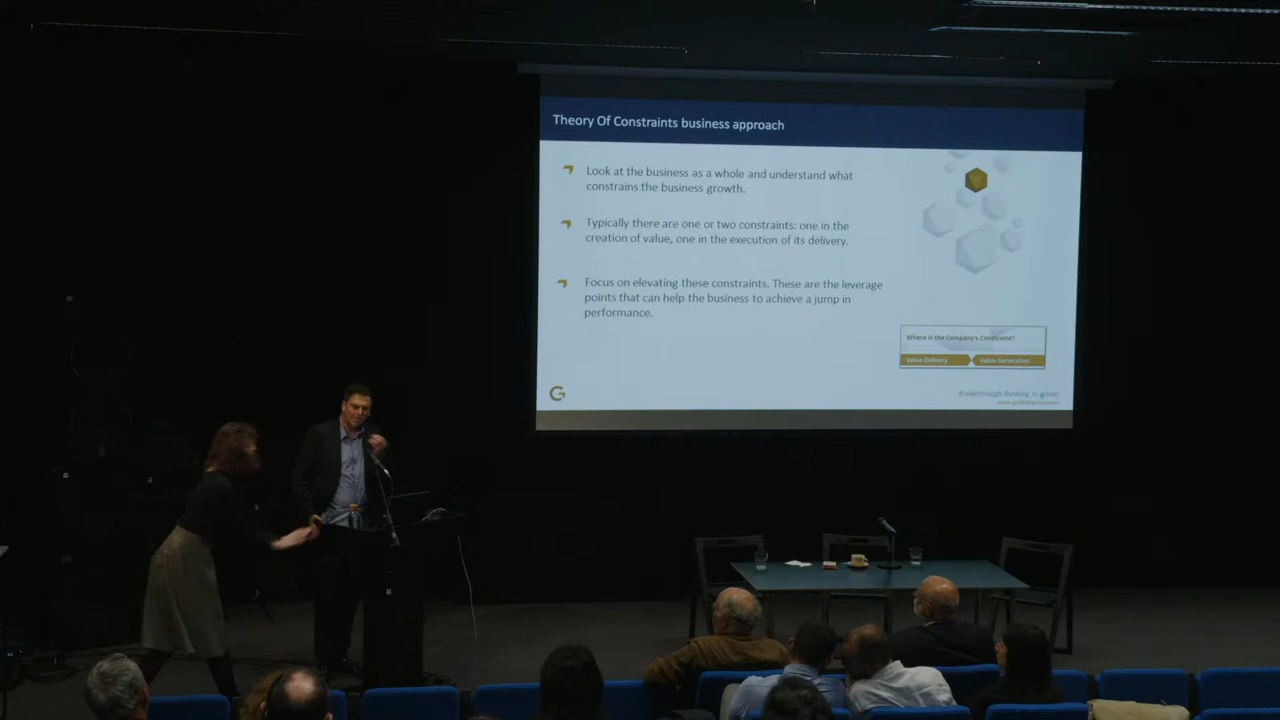 Theory Of Constraints business approach
Look at the business as a whole and understand what
constrains the business growth.
Typically there are one or two constraints: one in the
creation of value, one in the execution of its delivery.
Focus on elevating these constraints. These are the leverage
points that can help the business to achieve a jump in
performance.
Where is the Company's Constraint?
Value Delivery
Value Generation
G
Breakthrough thinking in